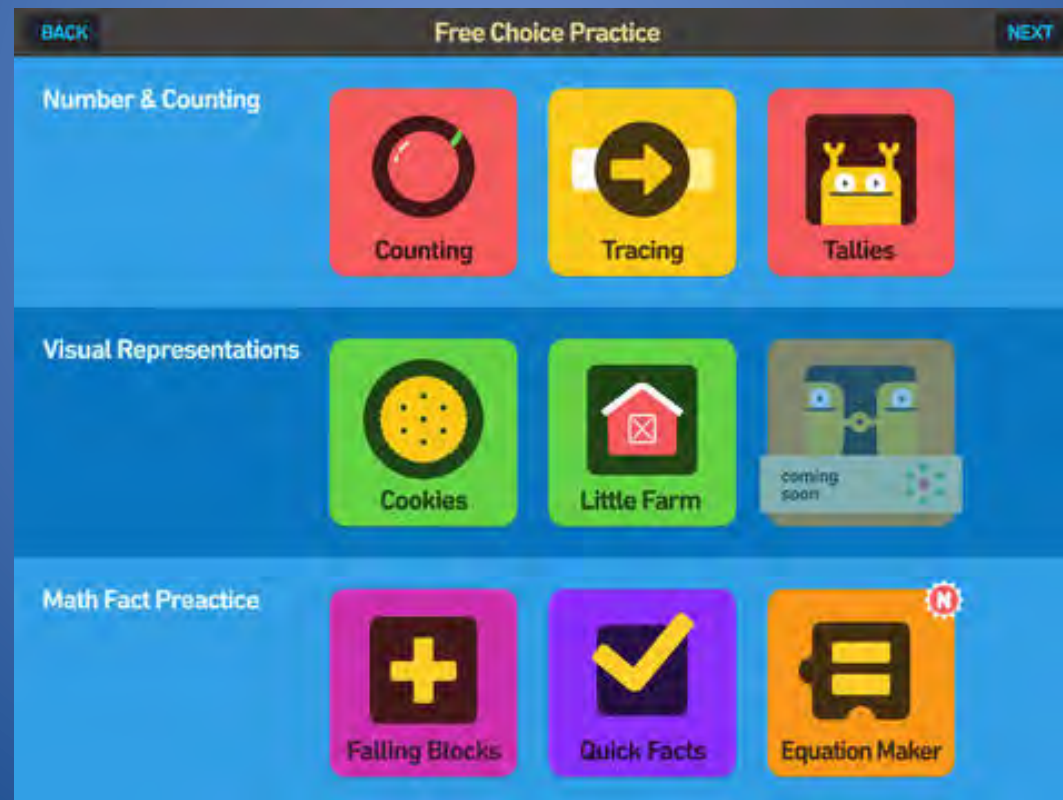 BACK
Free Choice Practice
NEXT
Number & Counting
Counting
Tracing
Tallies
Visual Representations
Cookies
Little Farm
coming
soon
Math Fact Preactice
N
Falling Blocks
Quick Facts
Equation Maker